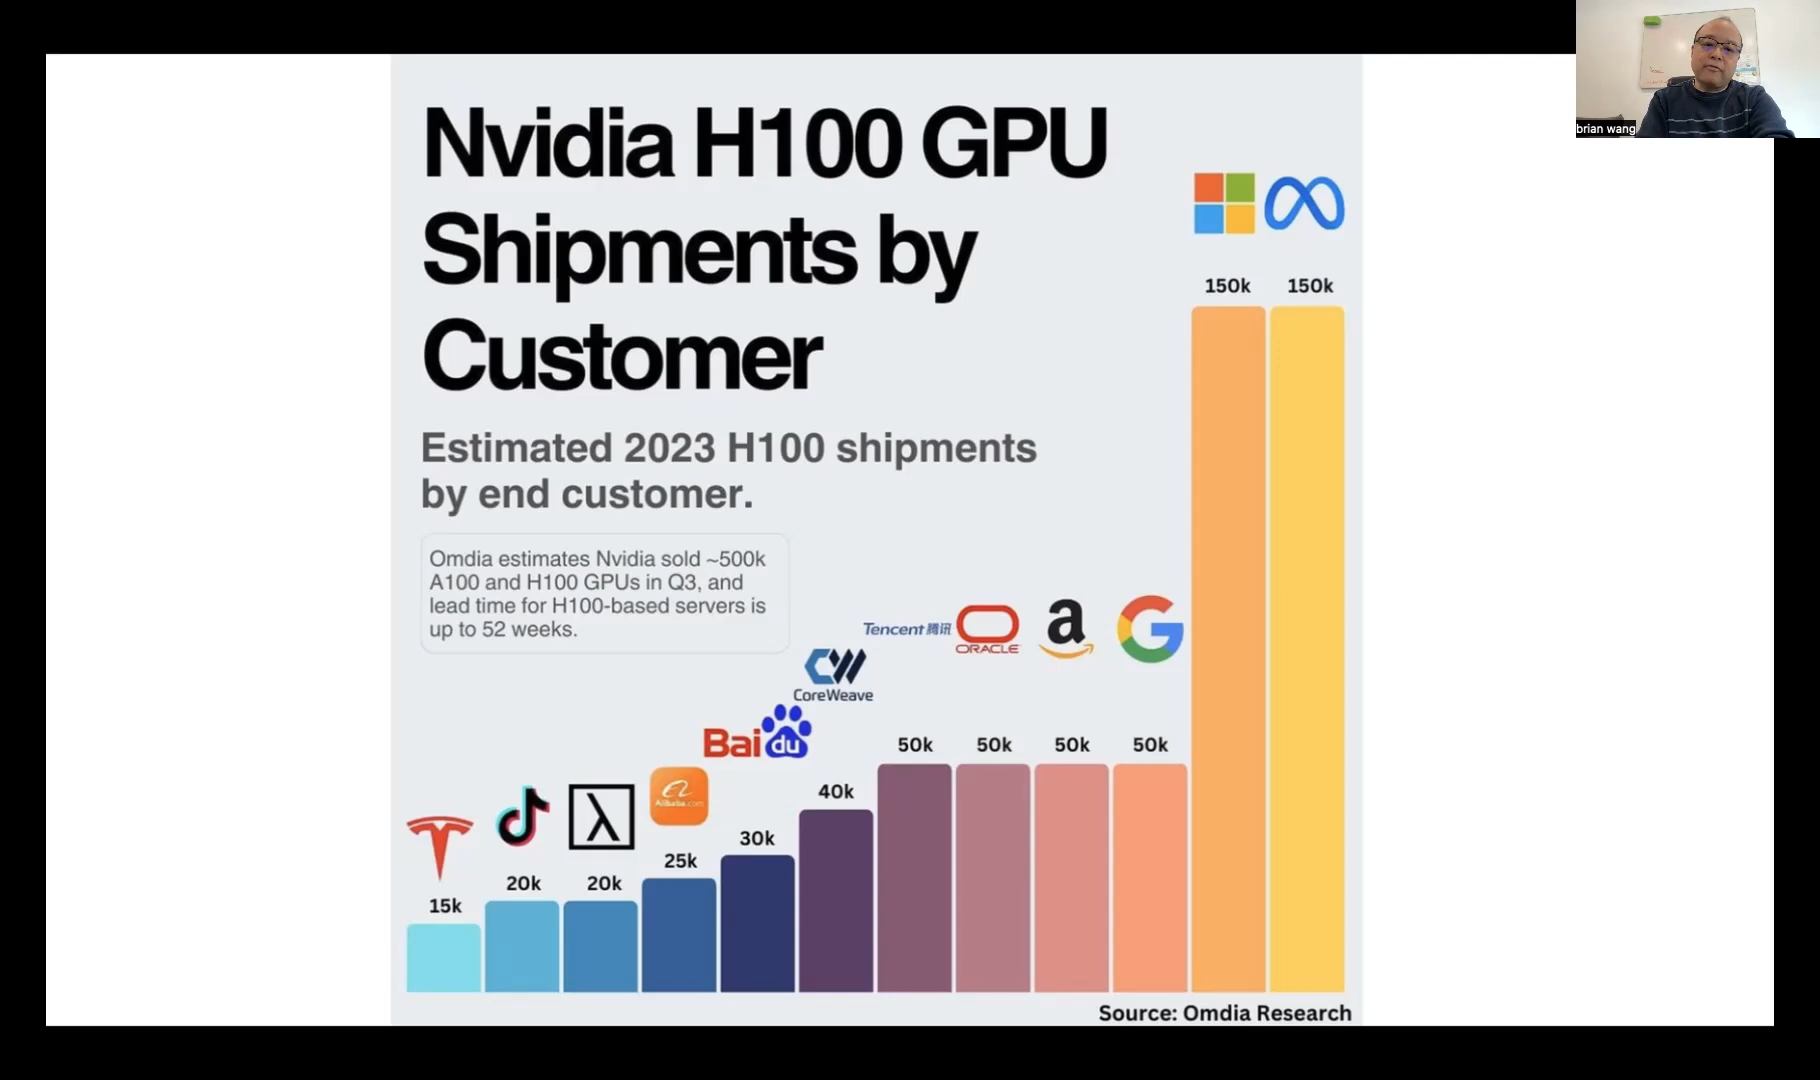 brian wang
Nvidia H100 GPU
Shipments by
Customer
Estimated 2023 H100 shipments
by end customer.
Omdia estimates Nvidia sold ~500k
A100 and H100 GPUs in Q3, and
lead time for H100-based servers is
up to 52 weeks.
15k
20k
λ
20k
Alibaba.com
25k
Baidu
30k
CoreWeave
40k
Tencent 腾讯
50k
ORACLE
50k
a
50k
G
50k
150k
150k
Source: Omdia Research